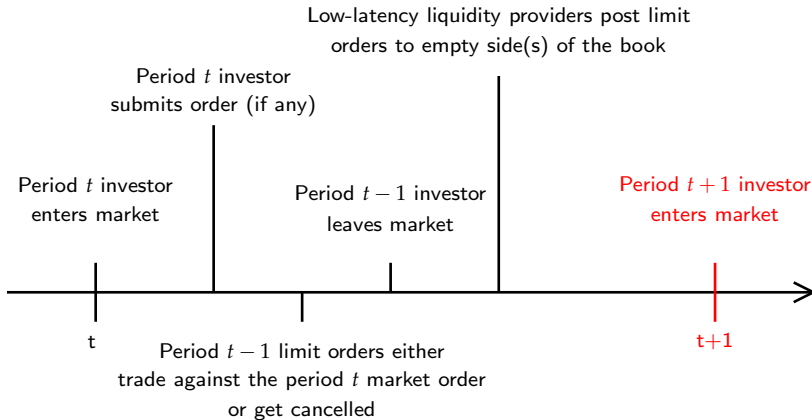 Low-latency liquidity providers post limit
orders to empty side(s) of the book
Period t investor
submits order (if any)
Period t investor
enters market
Period t − 1 investor
leaves market
Period t + 1 investor
enters market
t
t+1
Period t − 1 limit orders either
trade against the period t market order
or get cancelled